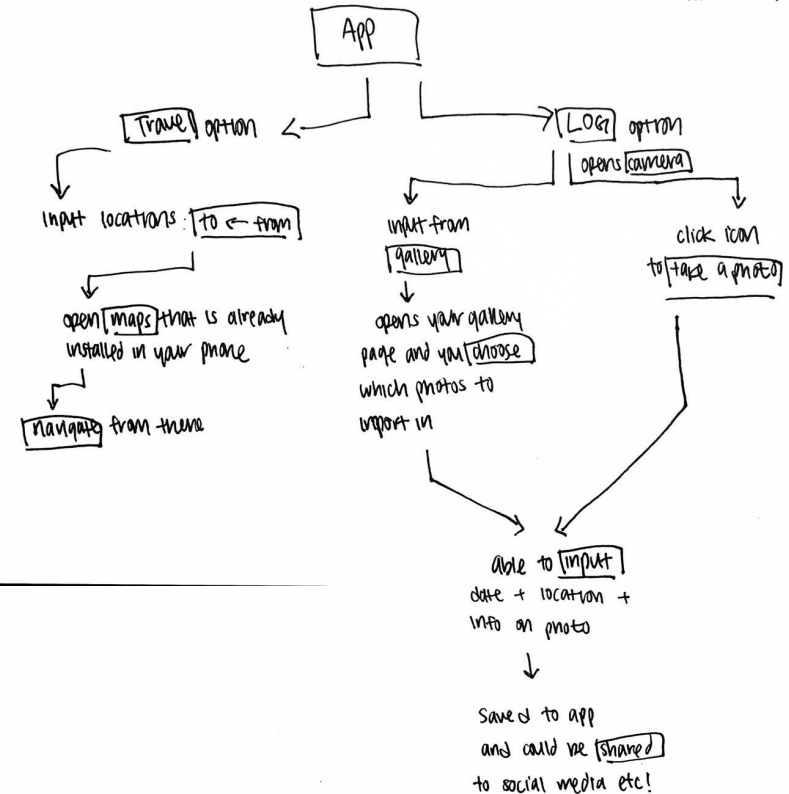 App
Travel option
input locations: to ← from
open maps that is already
installed in your phone
navigate from there
LOG option
opens camera
input from
gallery
opens your gallery
page and you choose
which photos to
import in
click icon
to take a photo
able to input
date + location +
info on photo
saved to app
and could be shared
to social media etc!